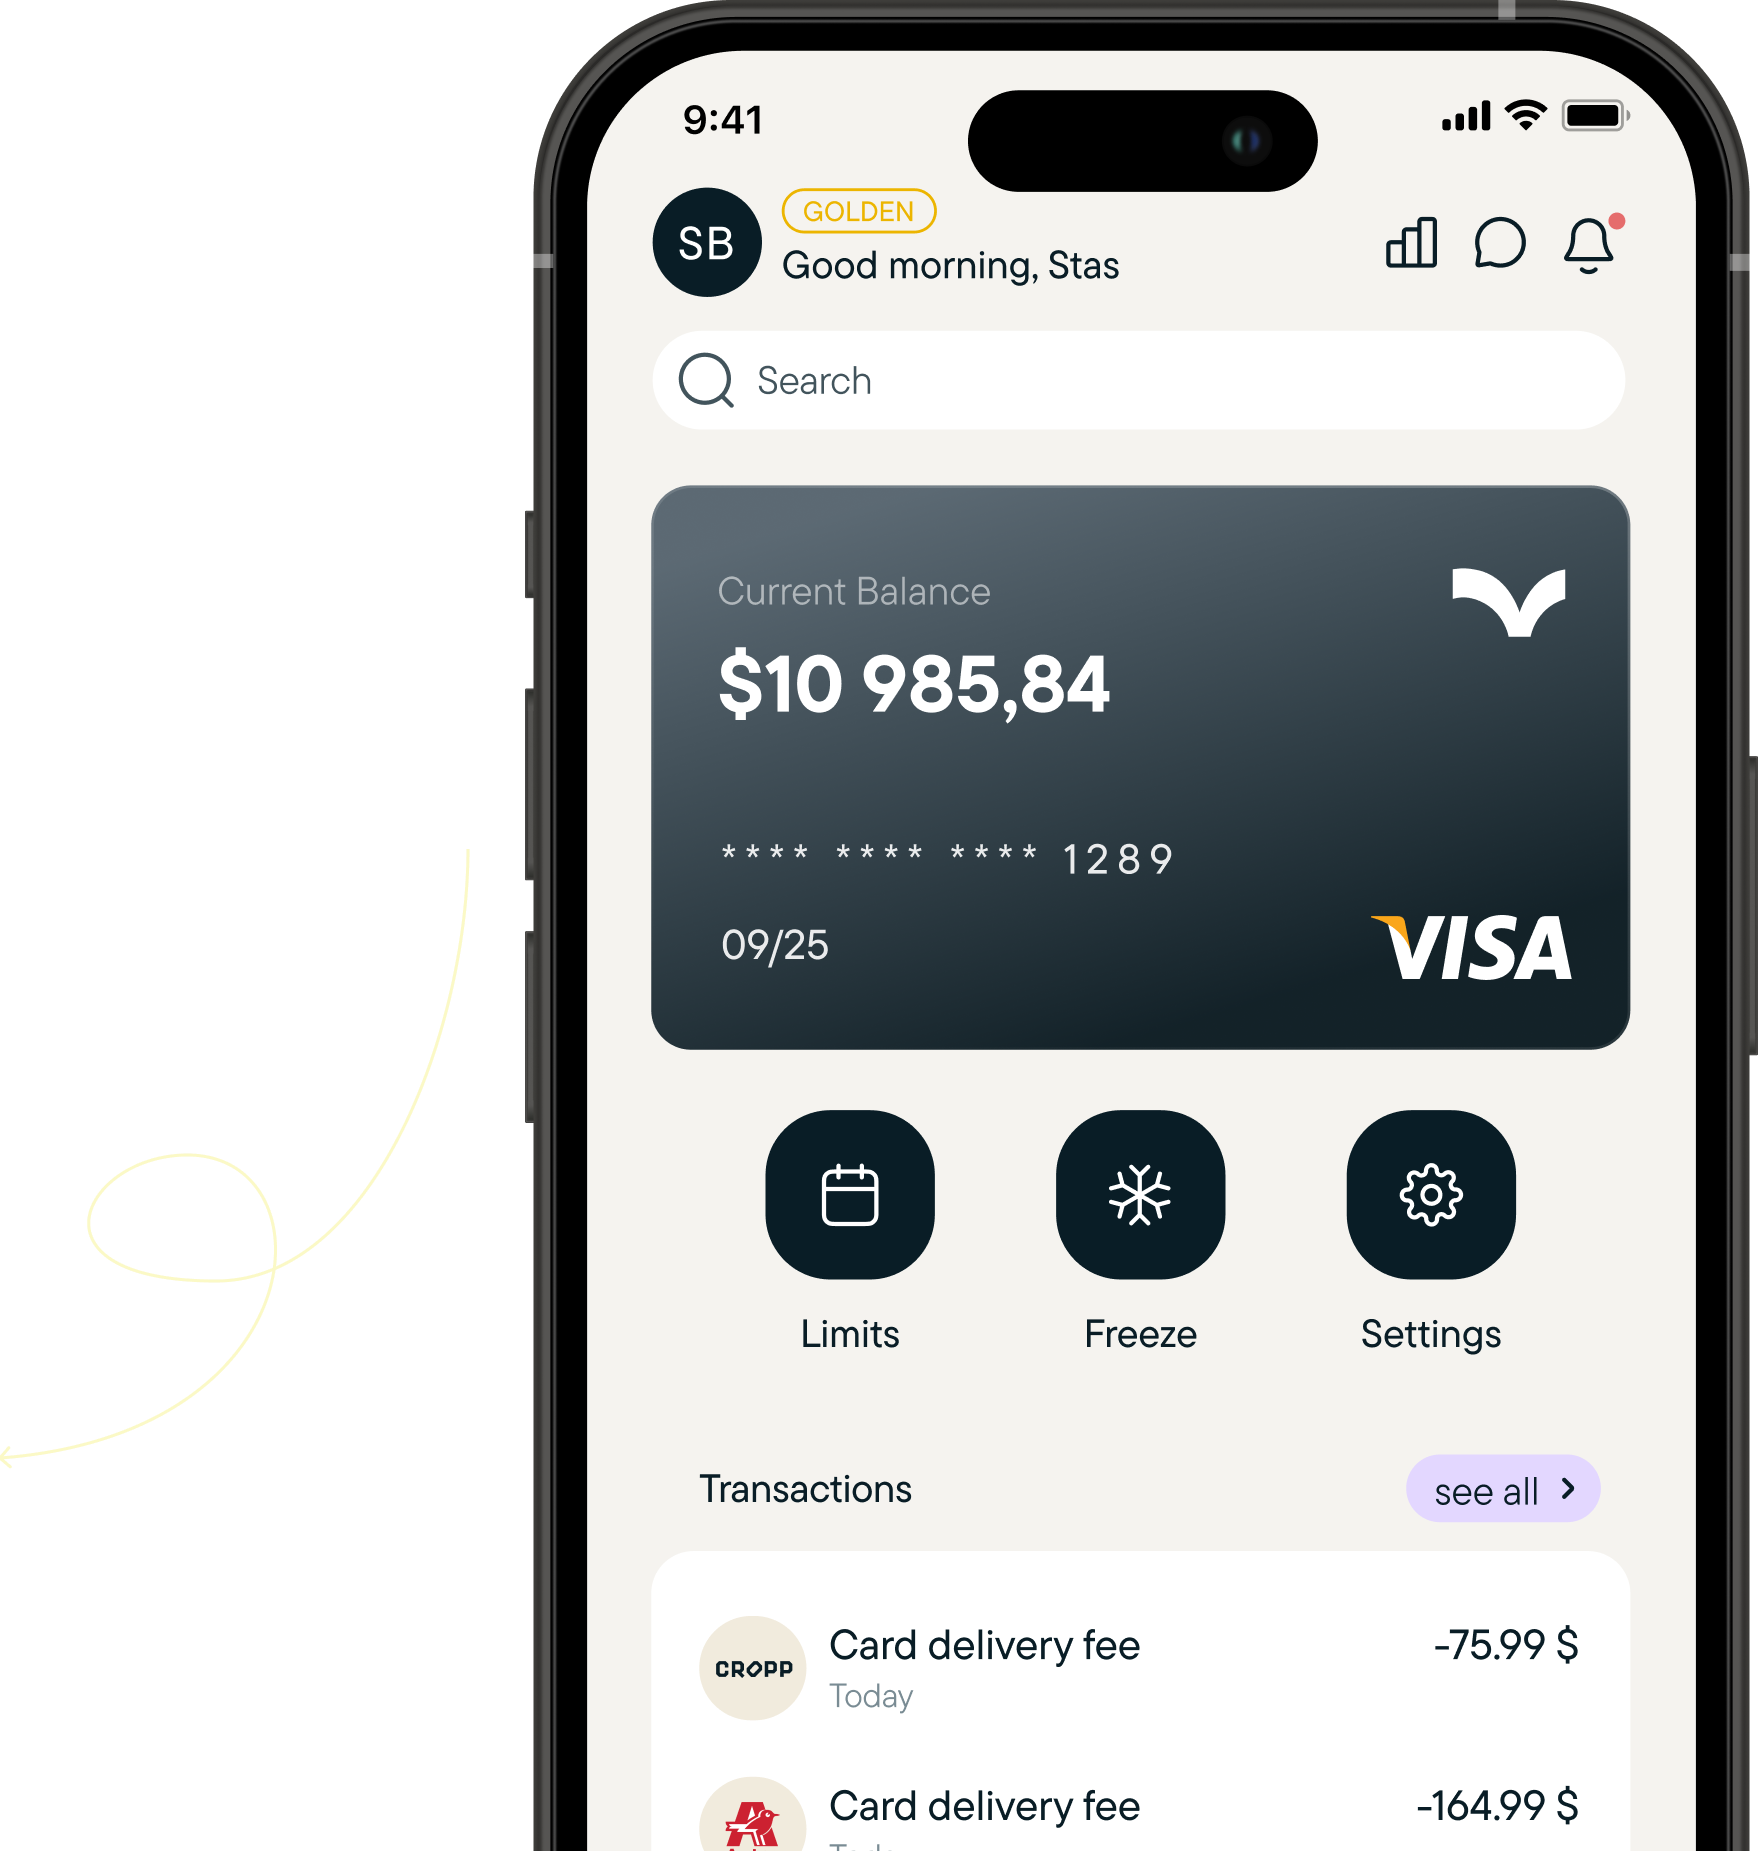 9:41
SB
GOLDEN
Good morning, Stas
Search
Current Balance
$10 985,84
**** **** **** 1289
09/25
VISA
Limits
Freeze
Settings
Transactions
see all
CROPP
Card delivery fee
-75.99 $
Today
Card delivery fee
-164.99 $